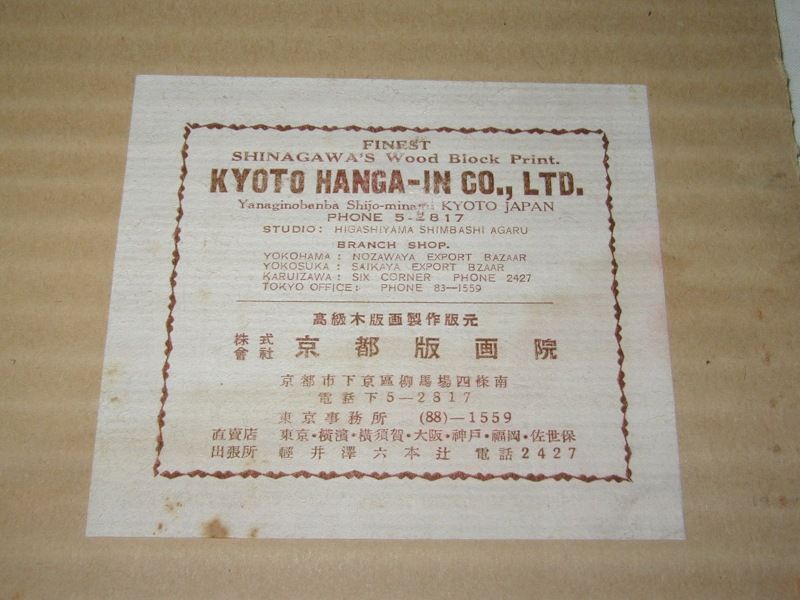 FINEST
SHINAGAWA'S Wood Block Print.
KYOTO HANGA-IN CO., LTD.
Yanaginobanba Shijo-minami KYOTO JAPAN
PHONE 5-2817
STUDIO: HIGASHIYAMA SHIMBASHI AGARU
BRANCH SHOP.
YOKOHAMA: NOZAWAYA EXPORT BAZAAR
YOKOSUKA: SAIKAYA EXPORT BZAAR
KARUIZAWA: SIX CORNER PHONE 2427
TOKYO OFFICE: PHONE 83—1559
高級木版画製作版元
株式會社 京都版画院
京都市下京區柳馬場四條南
電話下5—2817
東京事務所 (88)—1559
直賣店 東京・横濱・横須賀・大阪・神戸・福岡・佐世保
出張所 輕井澤六本辻 電話2427